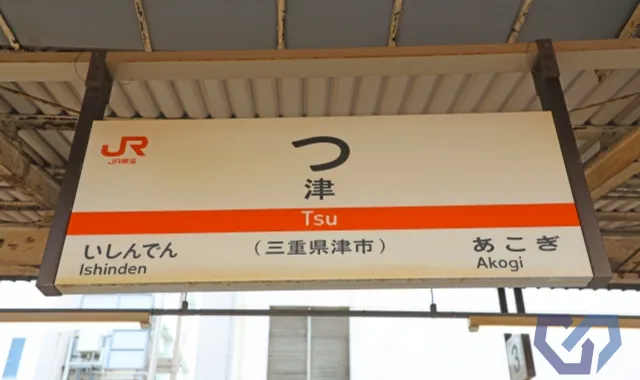 JR
JR東海
つ
津
Tsu
いしんでん
Ishinden
(三重県津市)
あこぎ
Akogi
3